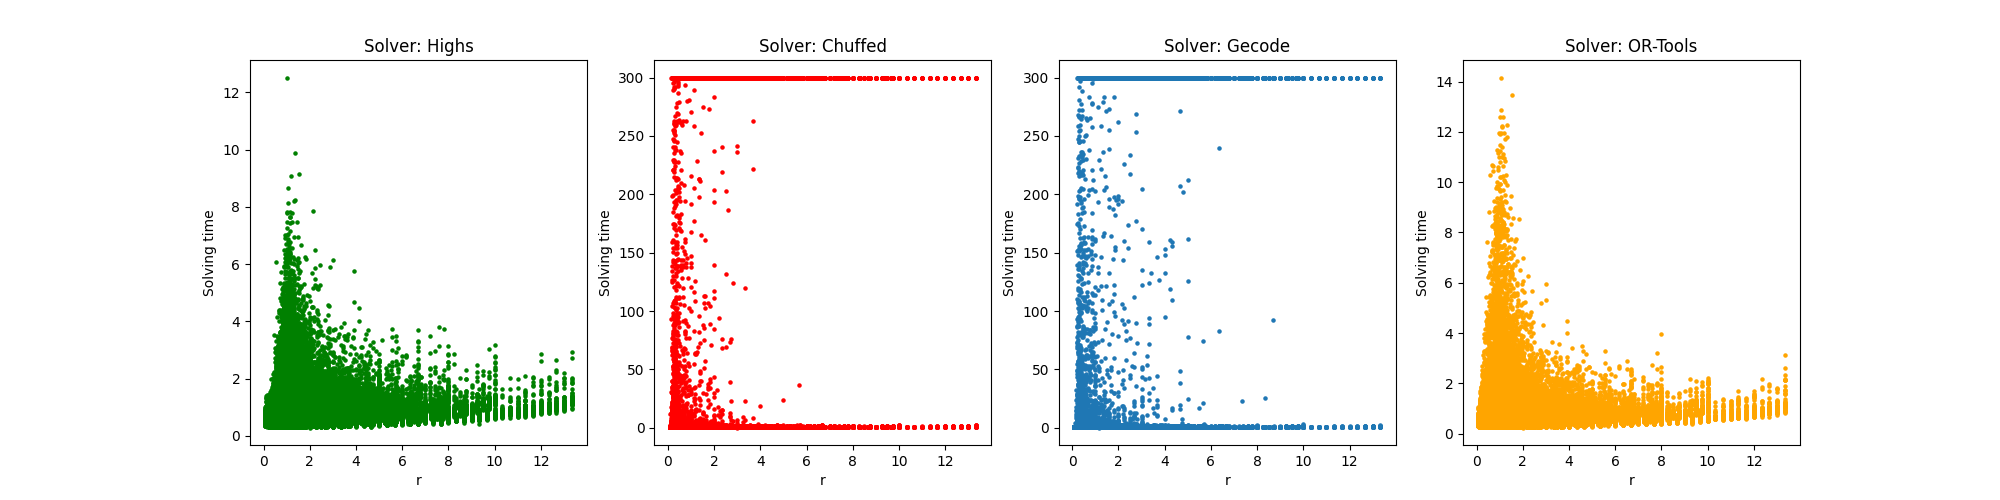 Solver: Highs
Solving time
12
10
8
6
4
2
0
0 2 4 6 8 10 12
r
Solver: Chuffed
Solving time
300
250
200
150
100
50
0
0 2 4 6 8 10 12
r
Solver: Gecode
Solving time
300
250
200
150
100
50
0
0 2 4 6 8 10 12
r
Solver: OR-Tools
Solving time
14
12
10
8
6
4
2
0
0 2 4 6 8 10 12
r